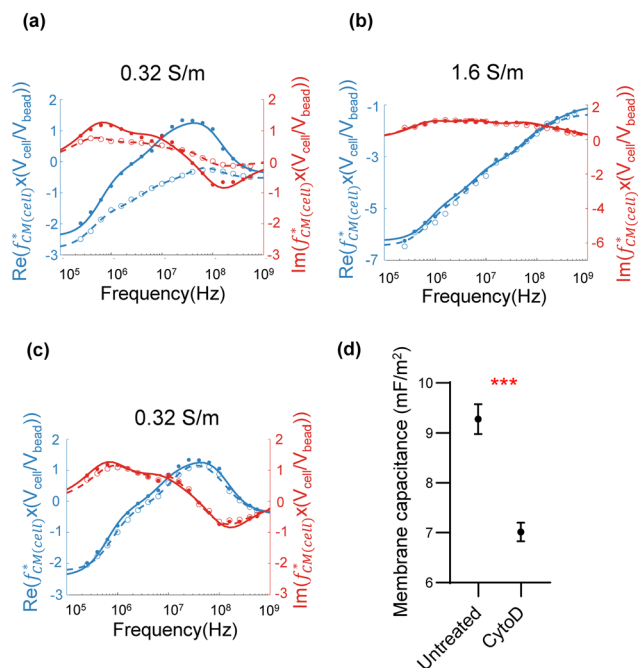 (a)
0.32 S/m
Re(f*CM(cell)x(Vcell/Vbead))
2
1
0
-1
-2
-3
Im(f*CM(cell)x(Vcell/Vbead))
2
1
0
-1
-2
-3
10^5 10^6 10^7 10^8 10^9
Frequency(Hz)
(b)
1.6 S/m
Re(f*CM(cell)x(Vcell/Vbead))
-1
-3
-5
-7
Im(f*CM(cell)x(Vcell/Vbead))
2
0
-2
-4
-6
10^5 10^6 10^7 10^8 10^9
Frequency(Hz)
(c)
0.32 S/m
Re(f*CM(cell)x(Vcell/Vbead))
2
1
0
-1
-2
-3
Im(f*CM(cell)x(Vcell/Vbead))
2
1
0
-1
-2
-3
10^5 10^6 10^7 10^8 10^9
Frequency(Hz)
(d)
Membrane capacitance (mF/m²)
10
9
8
7
6
***
Untreated
CytoD